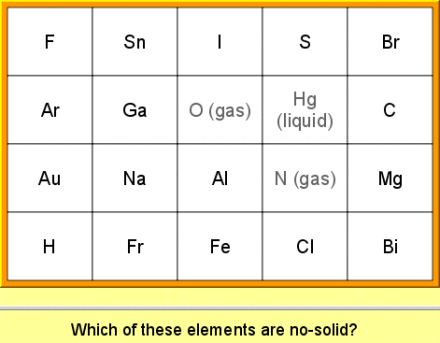 F Sn I S Br
Ar Ga O (gas) Hg (liquid) C
Au Na Al N (gas) Mg
H Fr Fe Cl Bi
Which of these elements are no-solid?